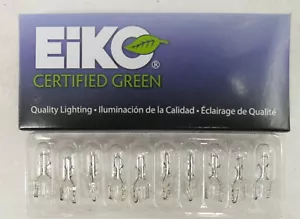 EiKO®
CERTIFIED GREEN
Quality Lighting • Iluminación de la Calidad • Éclairage de Qualité